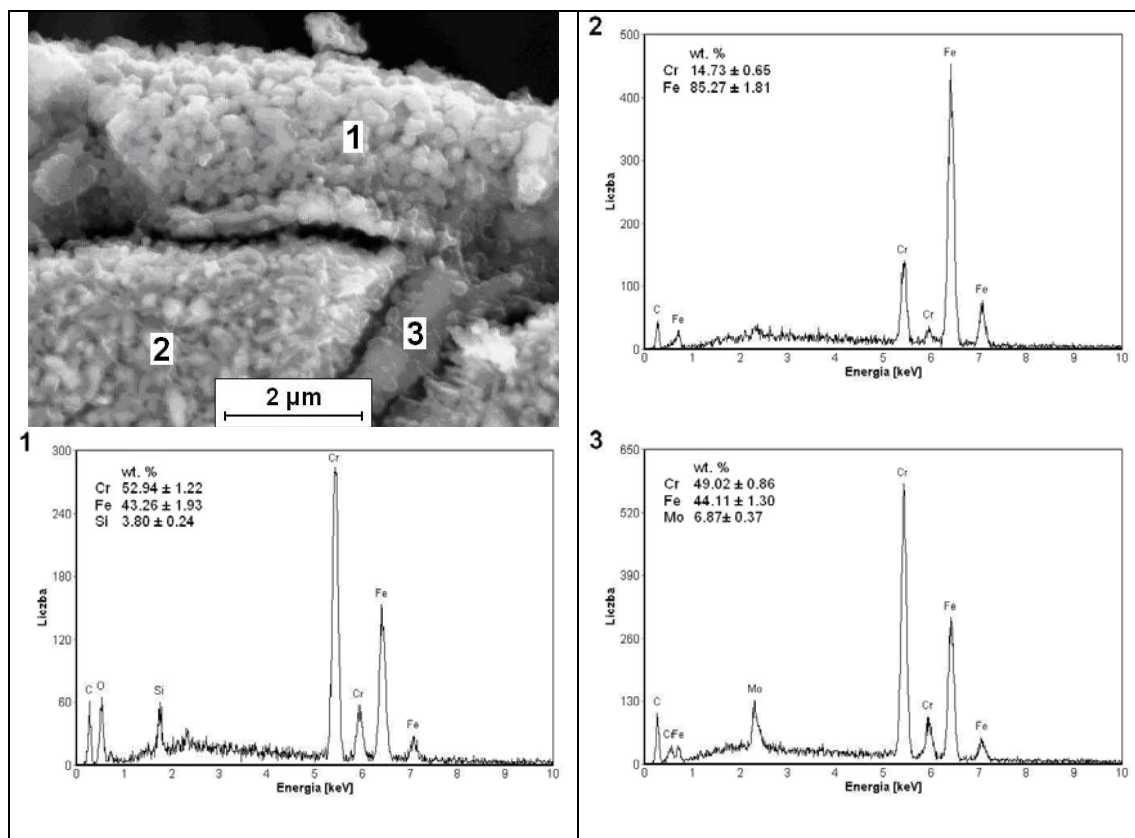 1
2
3
2 µm
2
wt. %
Cr 14.73 ± 0.65
Fe 85.27 ± 1.81
500
400
300
200
100
0
Liczba
C
Fe
Cr
Cr
Fe
Fe
0 1 2 3 4 5 6 7 8 9 10
Energia [keV]
1
wt. %
Cr 52.94 ± 1.22
Fe 43.26 ± 1.93
Si 3.80 ± 0.24
300
240
180
120
60
0
Liczba
C
O
Si
Cr
Cr
Fe
Fe
0 1 2 3 4 5 6 7 8 9 10
Energia [keV]
3
wt. %
Cr 49.02 ± 0.86
Fe 44.11 ± 1.30
Mo 6.87± 0.37
650
520
390
260
130
0
Liczba
C
Cr
Fe
Mo
Cr
Cr
Fe
Fe
0 1 2 3 4 5 6 7 8 9 10
Energia [keV]